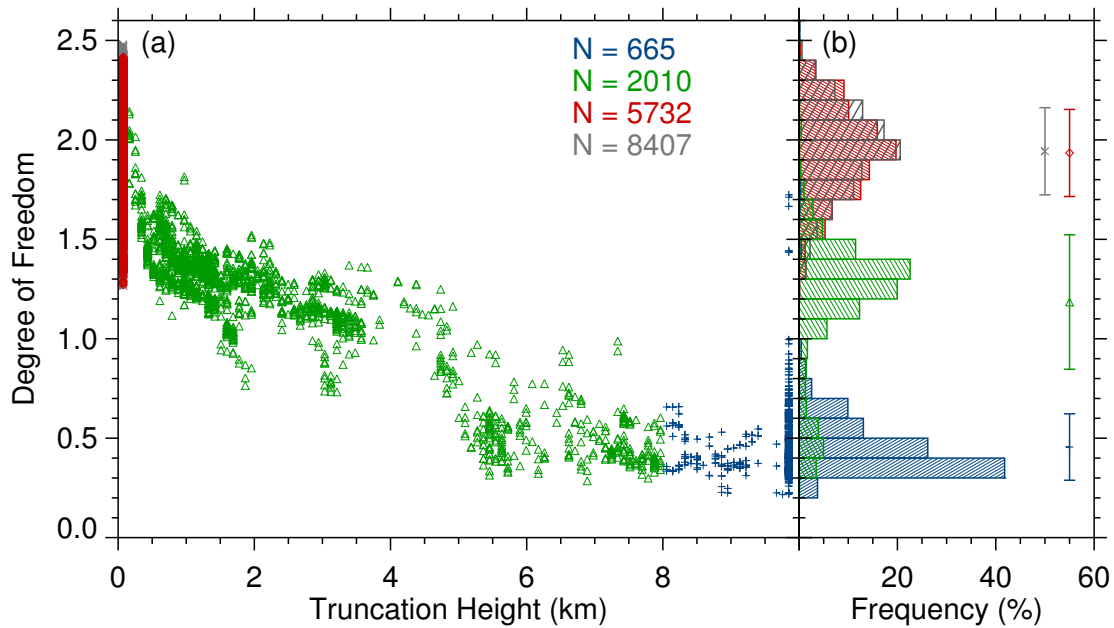 (a)
N = 665
N = 2010
N = 5732
N = 8407
(b)
Degree of Freedom
2.5
2.0
1.5
1.0
0.5
0.0
0 2 4 6 8
20 40 60
Truncation Height (km)
Frequency (%)